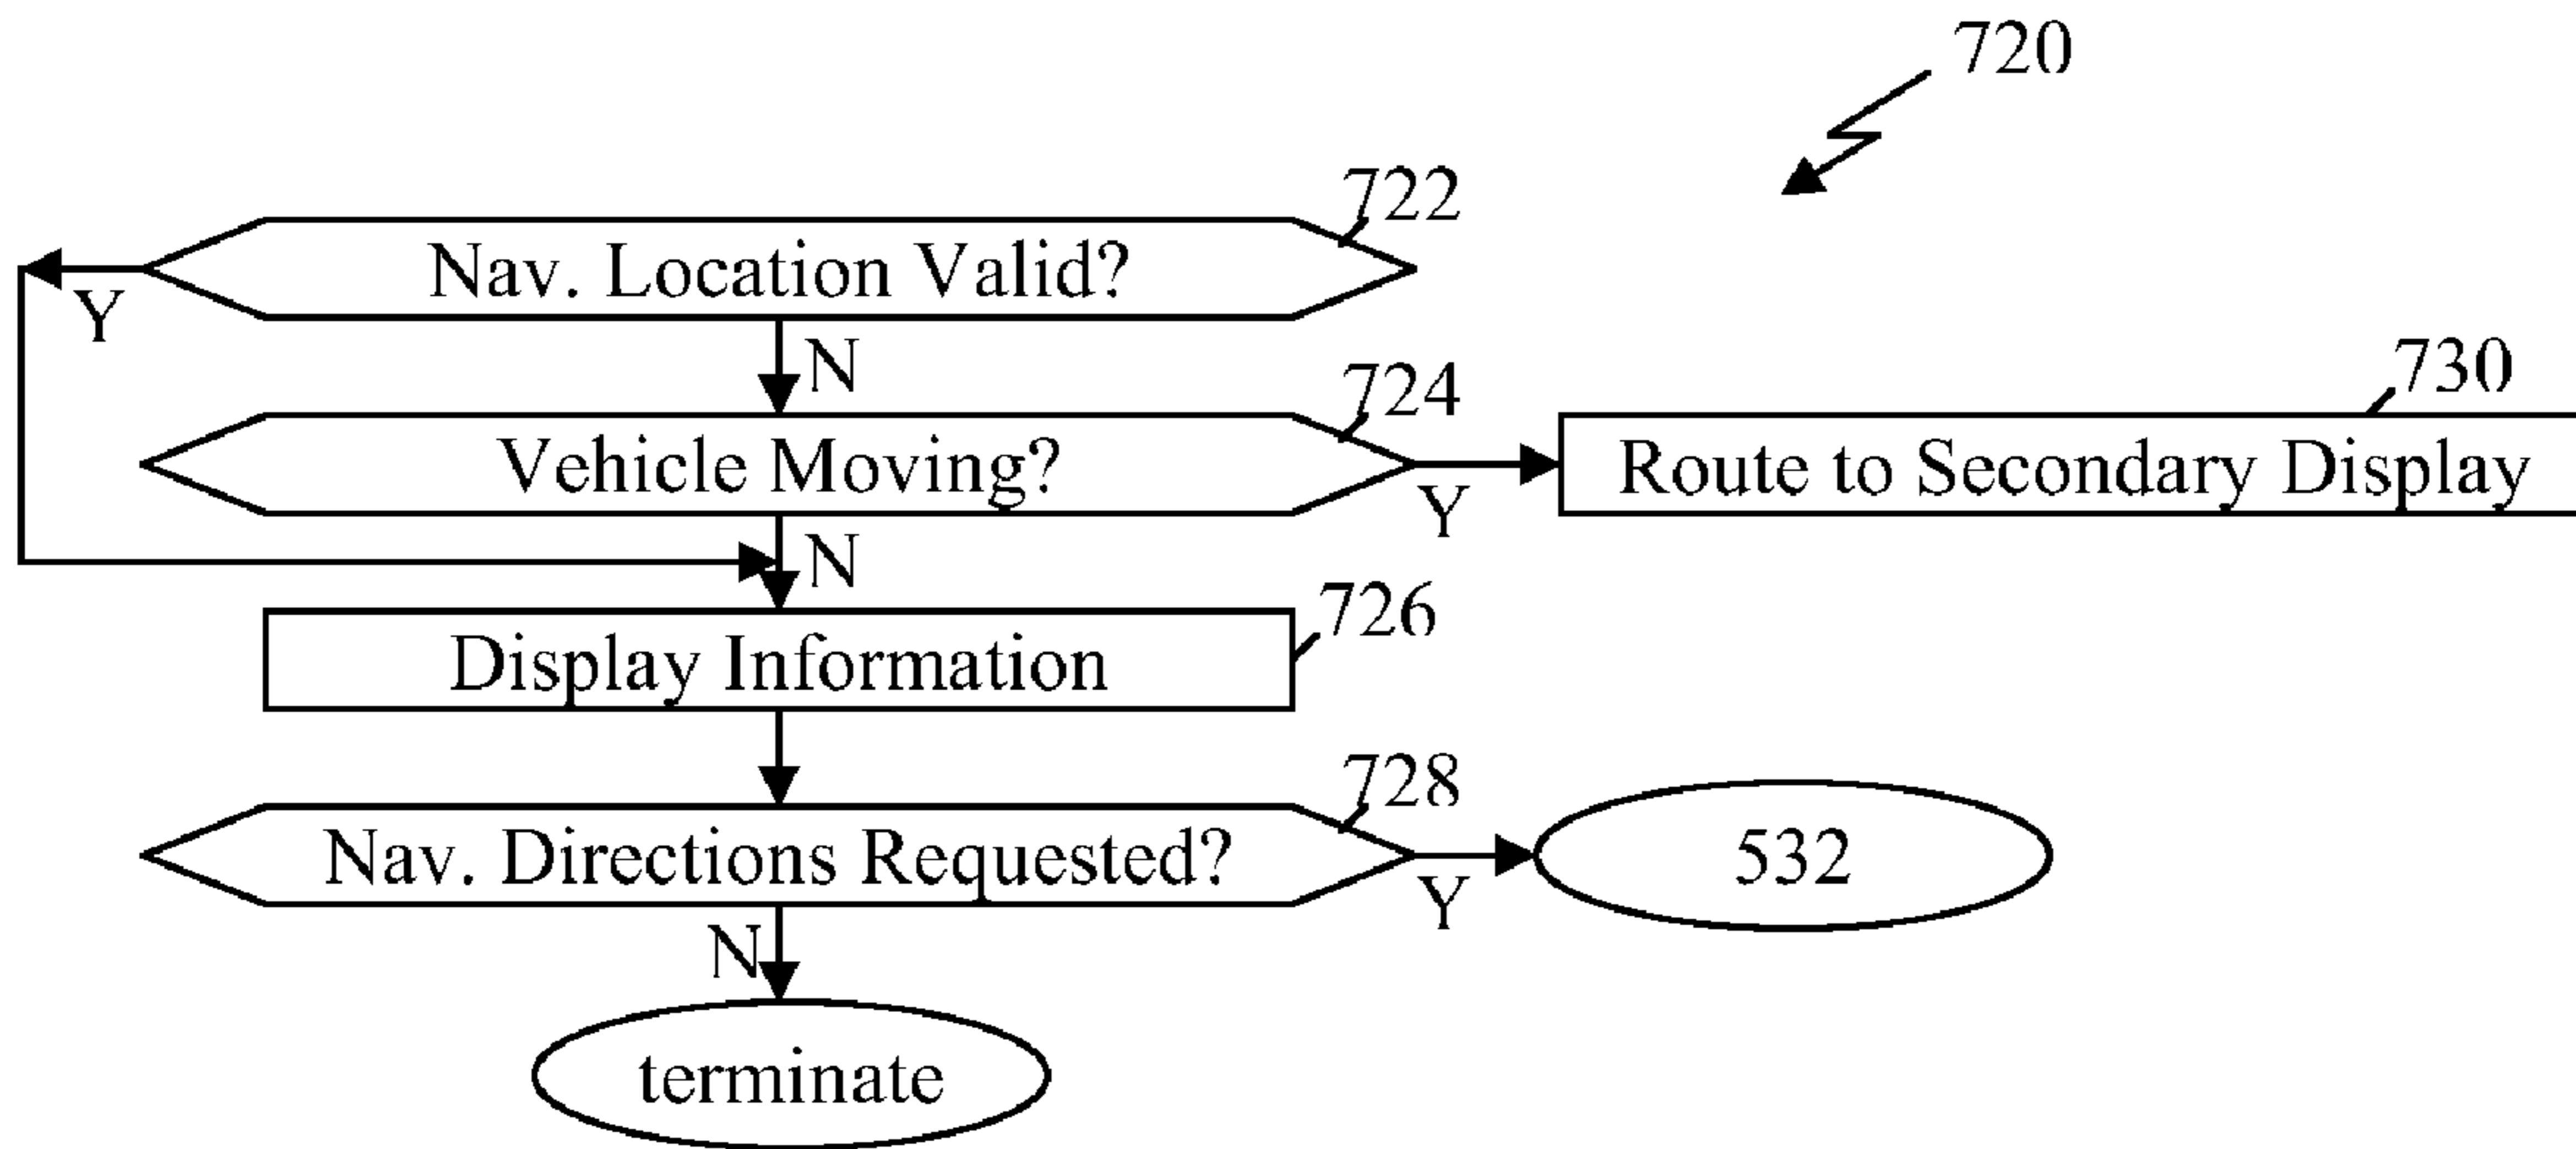 720
722
Nav. Location Valid?
Y
N
724
730
Vehicle Moving?
Route to Secondary Display
Y
N
726
Display Information
728
Nav. Directions Requested?
532
Y
N
terminate